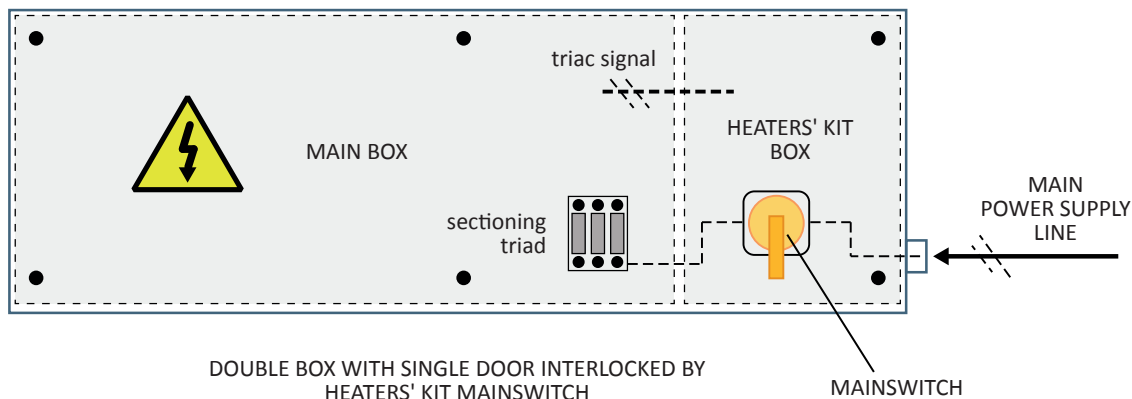 triac signal
HEATERS' KIT
BOX
MAIN BOX
MAIN
POWER SUPPLY
LINE
sectioning
triad
DOUBLE BOX WITH SINGLE DOOR INTERLOCKED BY
HEATERS' KIT MAINSWITCH
MAINSWITCH